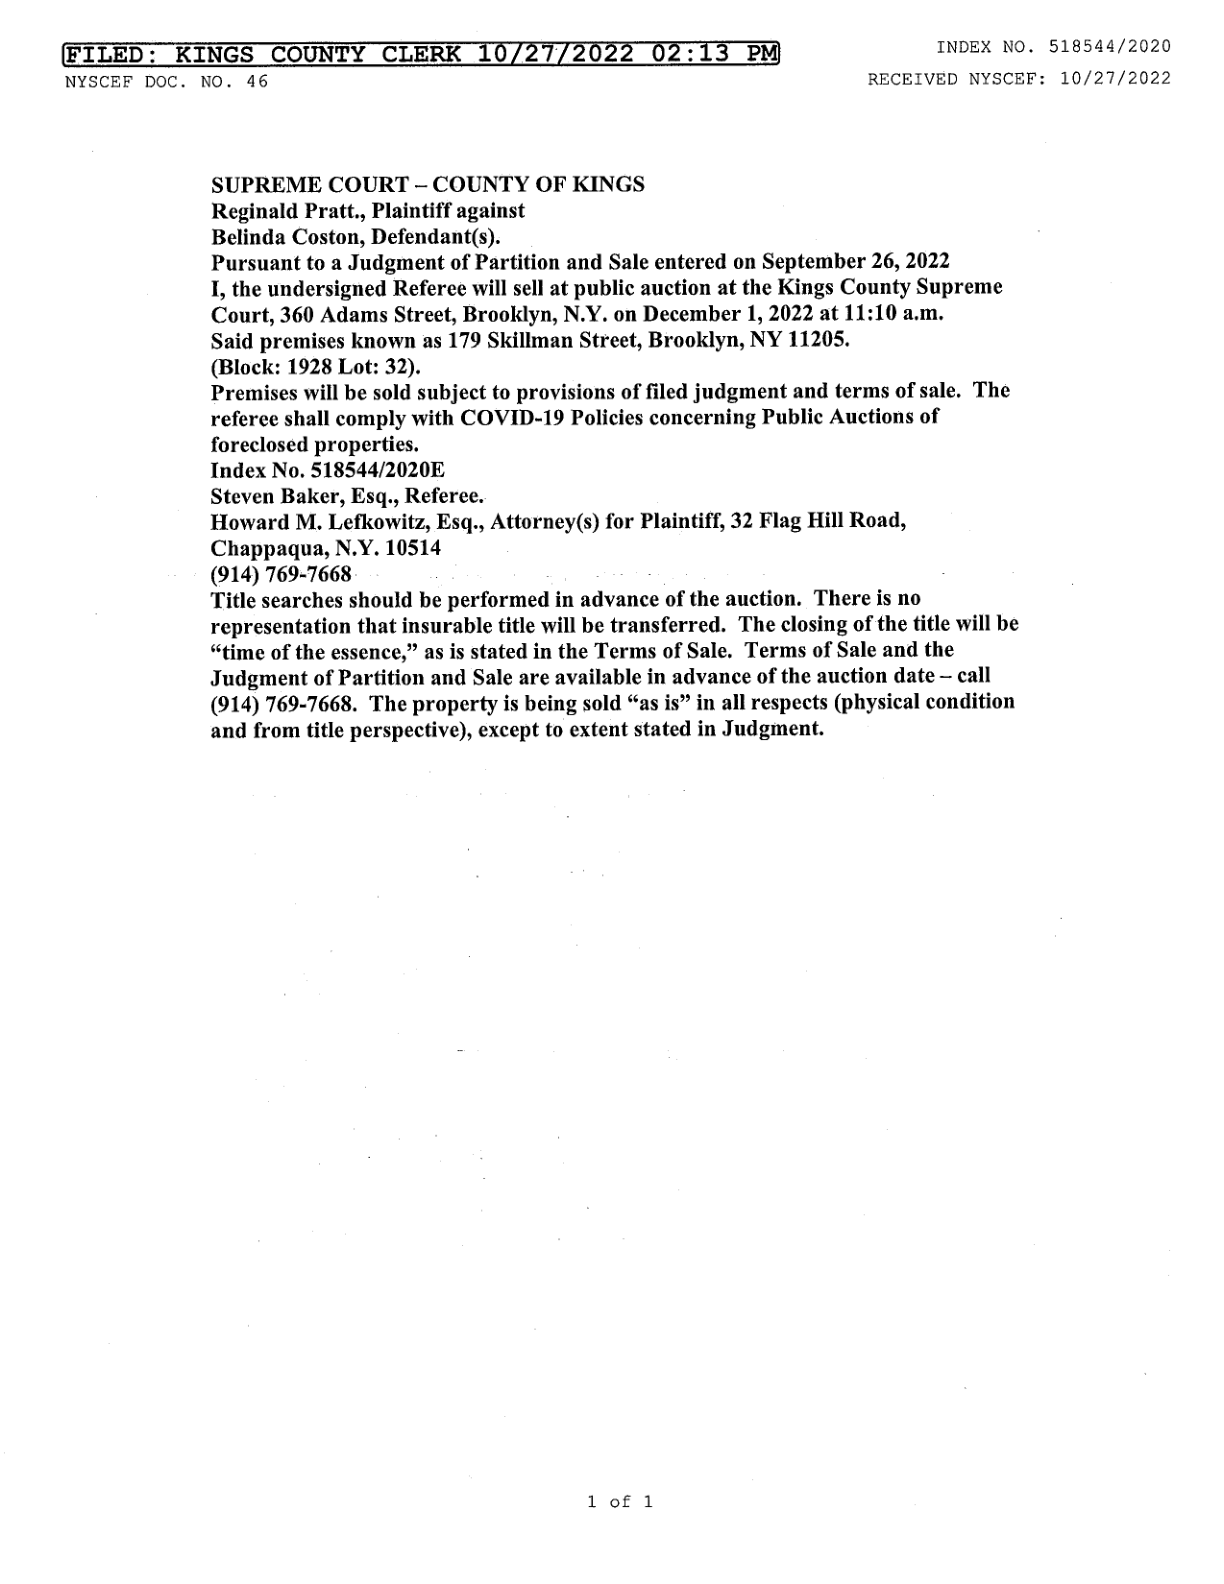 FILED: KINGS COUNTY CLERK 10/27/2022 02:13 PM
INDEX NO. 518544/2020
NYSCEF DOC. NO. 46
RECEIVED NYSCEF: 10/27/2022
SUPREME COURT – COUNTY OF KINGS
Reginald Pratt., Plaintiff against
Belinda Coston, Defendant(s).
Pursuant to a Judgment of Partition and Sale entered on September 26, 2022
I, the undersigned Referee will sell at public auction at the Kings County Supreme
Court, 360 Adams Street, Brooklyn, N.Y. on December 1, 2022 at 11:10 a.m.
Said premises known as 179 Skillman Street, Brooklyn, NY 11205.
(Block: 1928 Lot: 32).
Premises will be sold subject to provisions of filed judgment and terms of sale. The
referee shall comply with COVID-19 Policies concerning Public Auctions of
foreclosed properties.
Index No. 518544/2020E
Steven Baker, Esq., Referee.
Howard M. Lefkowitz, Esq., Attorney(s) for Plaintiff, 32 Flag Hill Road,
Chappaqua, N.Y. 10514
(914) 769-7668
Title searches should be performed in advance of the auction. There is no
representation that insurable title will be transferred. The closing of the title will be
“time of the essence,” as is stated in the Terms of Sale. Terms of Sale and the
Judgment of Partition and Sale are available in advance of the auction date – call
(914) 769-7668. The property is being sold “as is” in all respects (physical condition
and from title perspective), except to extent stated in Judgment.
1 of 1